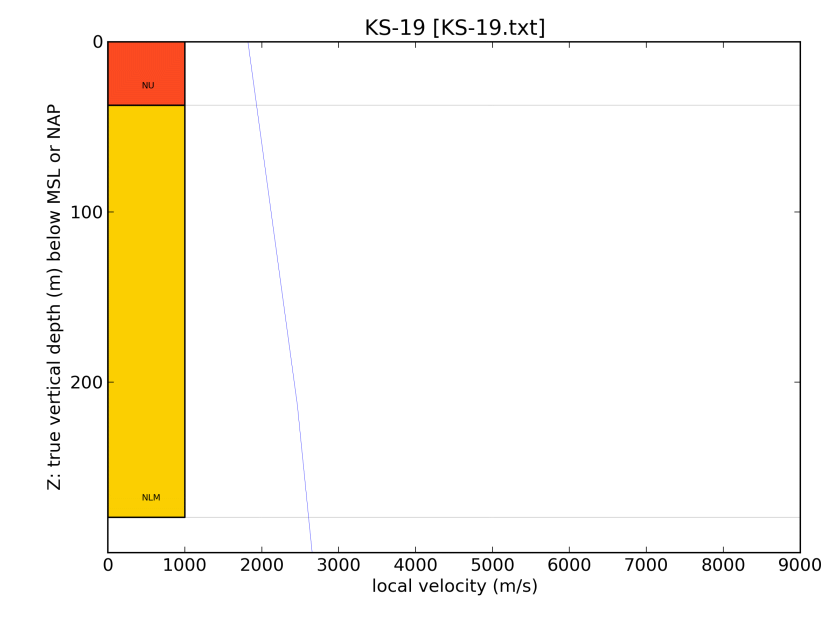 KS-19 [KS-19.txt]
0
NU
100
200
NLM
Z: true vertical depth (m) below MSL or NAP
0 1000 2000 3000 4000 5000 6000 7000 8000 9000
local velocity (m/s)